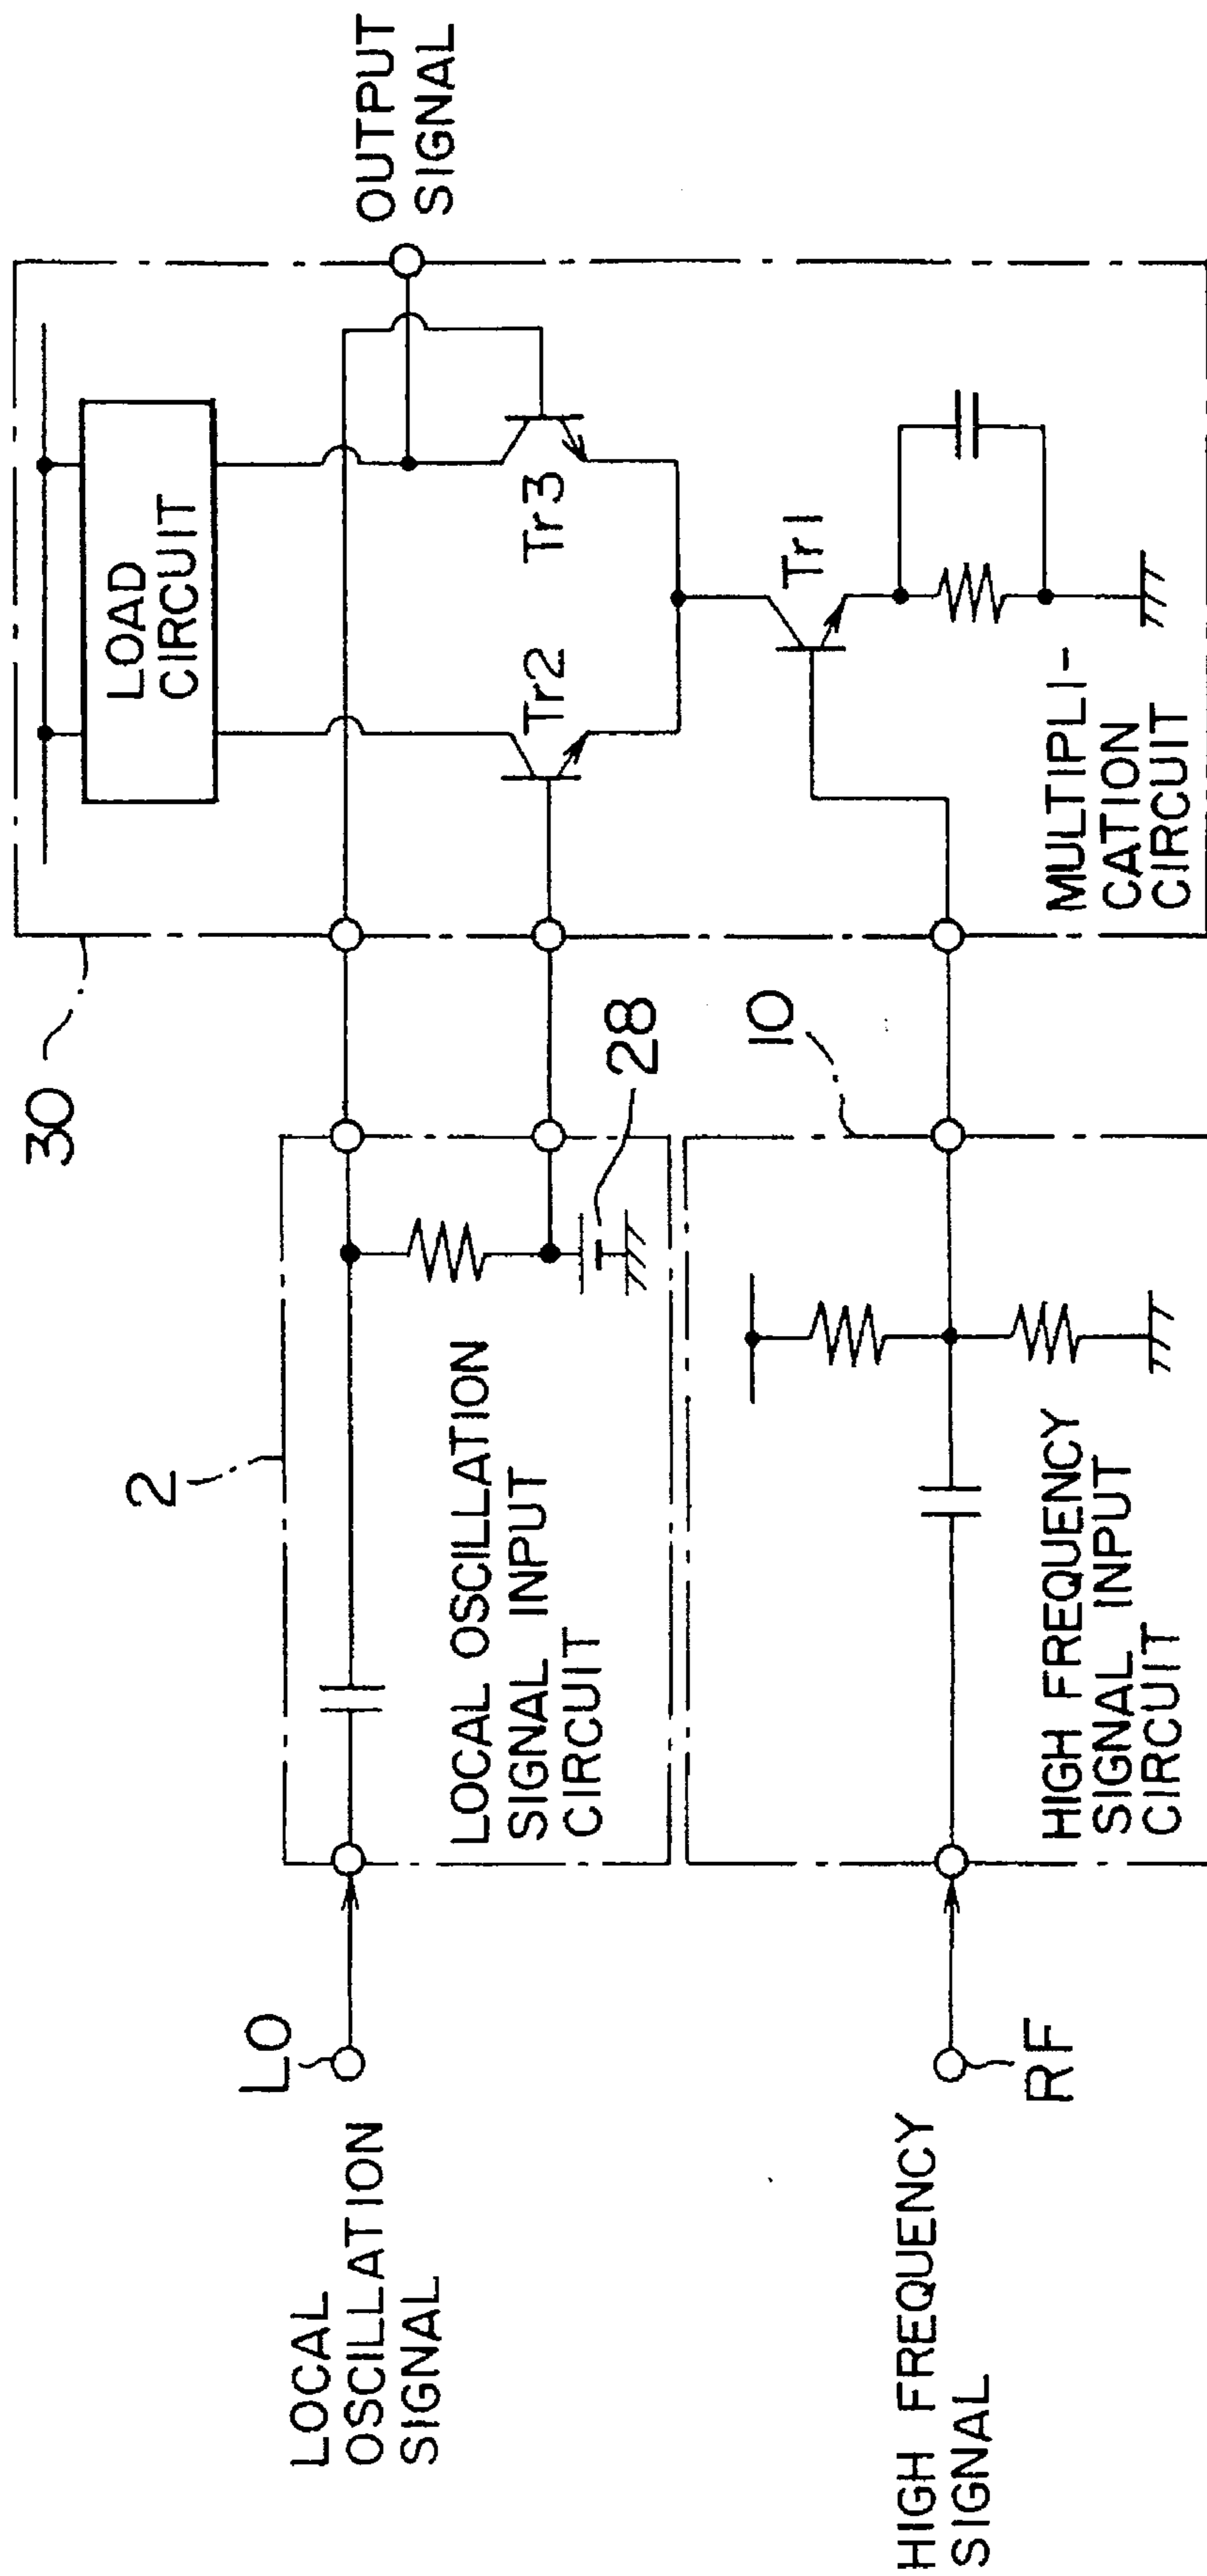 LOCAL
OSCILLATION
SIGNAL
LO
2
LOCAL OSCILLATION
SIGNAL INPUT
CIRCUIT
28
30
LOAD
CIRCUIT
Tr2
Tr3
OUTPUT
SIGNAL
HIGH FREQUENCY
SIGNAL
RF
10
HIGH FREQUENCY
SIGNAL INPUT
CIRCUIT
Tr1
MULTIPLI-
CATION
CIRCUIT